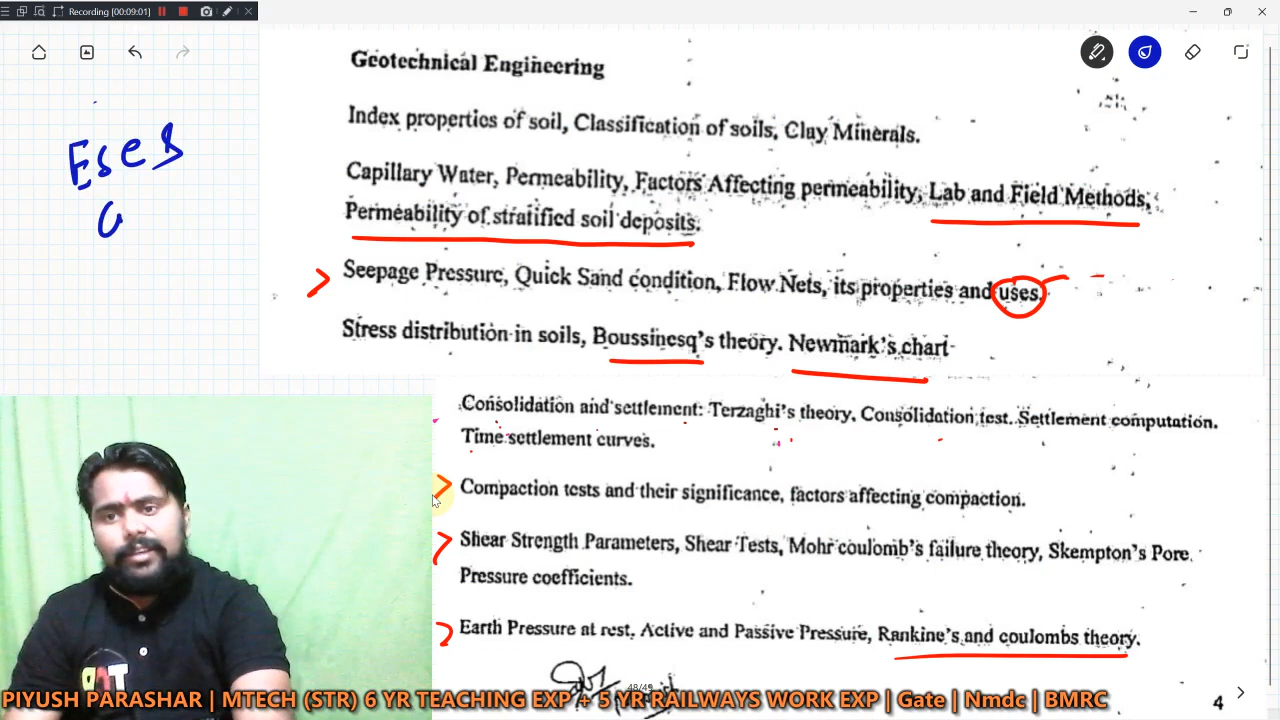 Recording [00:09:01]
Geotechnical Engineering
Index properties of soil, Classification of soils, Clay Minerals.
Capillary Water, Permeability, Factors Affecting permeability, Lab and Field Methods,
Permeability of stratified soil deposits.
Seepage Pressure, Quick Sand condition, Flow Nets, its properties and uses.
Stress distribution in soils, Boussinesq's theory. Newmark's chart
Consolidation and settlement: Terzaghi's theory, Consolidation test. Settlement computation.
Time settlement curves.
Compaction tests and their significance, factors affecting compaction.
Shear Strength Parameters, Shear Tests, Mohr coulomb's failure theory, Skempton's Pore
Pressure coefficients.
Earth Pressure at rest, Active and Passive Pressure, Rankine's and coulombs theory.
48/49
4
PIYUSH PARASHAR | MTECH (STR) 6 YR TEACHING EXP + 5 YR RAILWAYS WORK EXP | Gate | Nmdc | BMRC